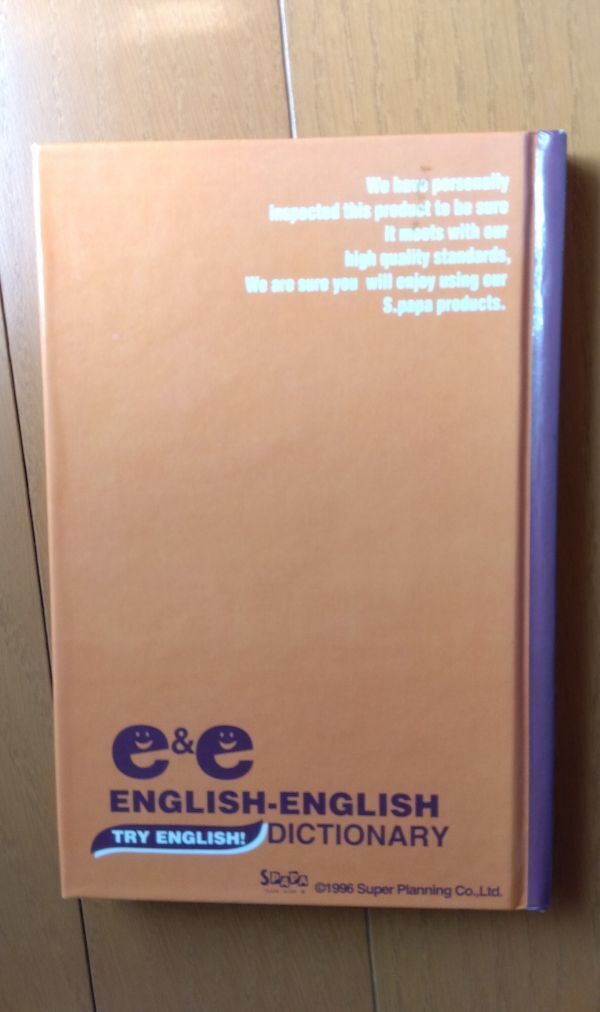 We have personally
inspected this product to be sure
it meets with our
high quality standards,
We are sure you will enjoy using our
S.papa products.
e&e
ENGLISH-ENGLISH
TRY ENGLISH! DICTIONARY
S.PAPA ©1996 Super Planning Co.,Ltd.